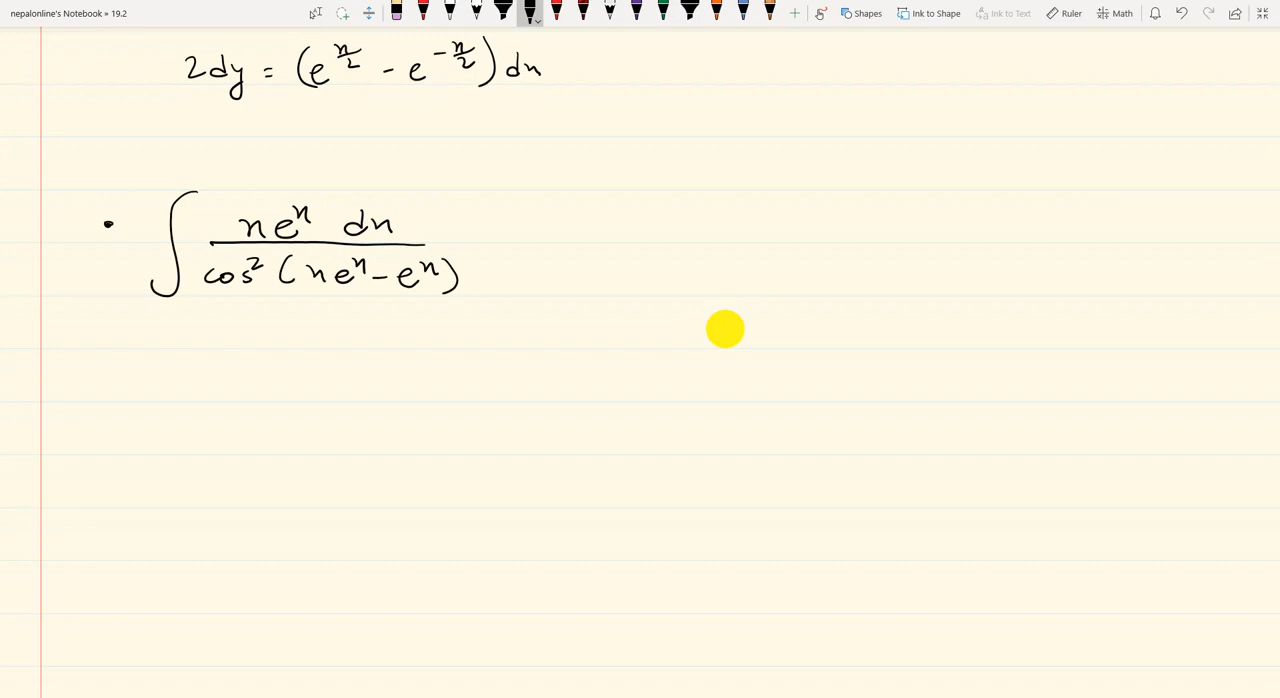 nepalonline's Notebook » 19.2
Shapes Ink to Shape Ink to Text Ruler Math
2dy = (e^{x/2} - e^{-x/2}) dx
• ∫ xe^x dx / cos² (xe^x - e^x)